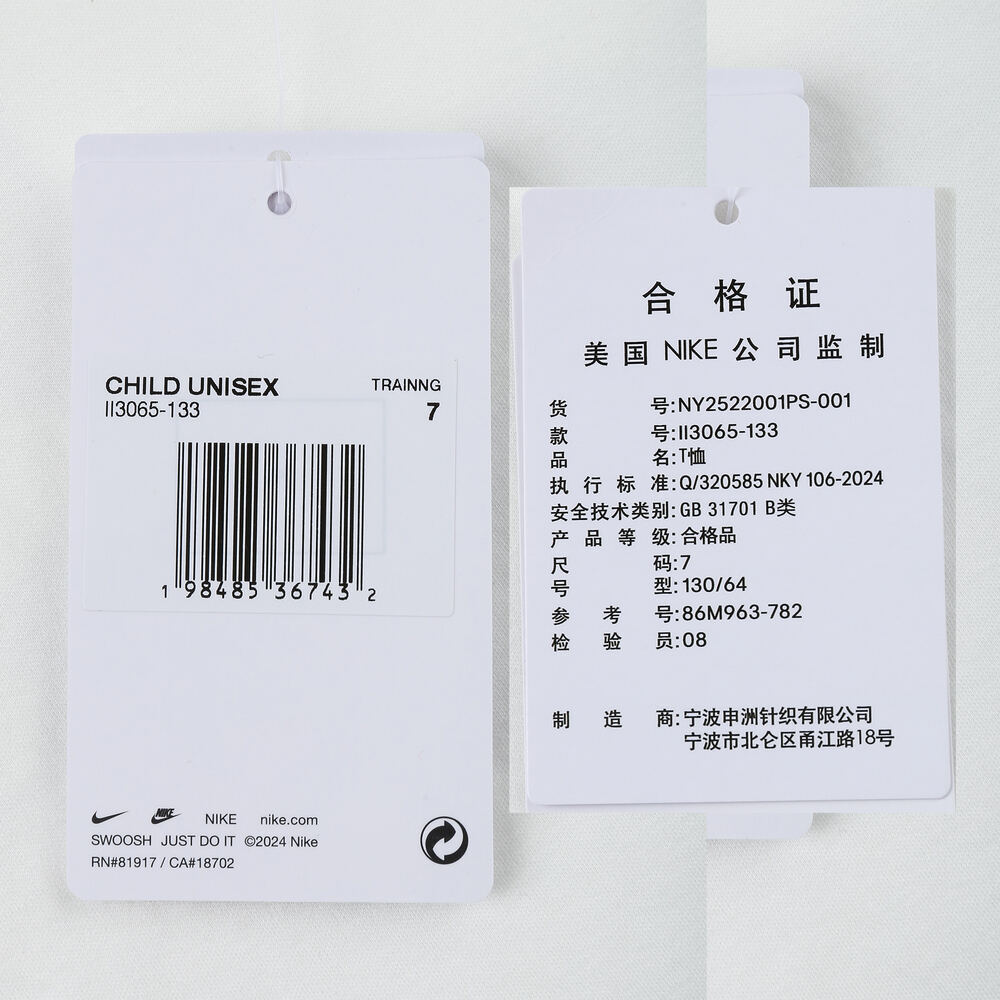 CHILD UNISEX TRAINNG
II3065-133 7
1 98485 36743 2
NIKE NIKE nike.com
SWOOSH JUST DO IT ©2024 Nike
RN#81917 / CA#18702
合格证
美国NIKE公司监制
货号:NY2522001PS-001
款号:II3065-133
品名:T恤
执行标准:Q/320585 NKY 106-2024
安全技术类别:GB 31701 B类
产品等级:合格品
尺码:7
号型:130/64
参考号:86M963-782
检验员:08
制造商:宁波申洲针织有限公司
宁波市北仑区甬江路18号